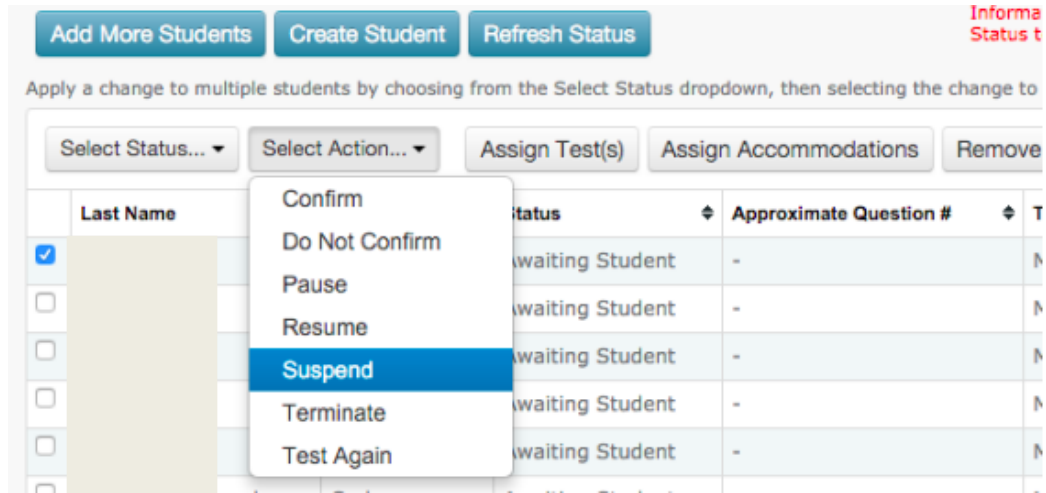 Add More Students Create Student Refresh Status
Informa
Status t
Apply a change to multiple students by choosing from the Select Status dropdown, then selecting the change to
Select Status... Select Action... Assign Test(s) Assign Accommodations Remove
Last Name Status Approximate Question # T
Confirm
Do Not Confirm
Pause
Resume
Suspend
Terminate
Test Again
Awaiting Student -
Awaiting Student -
Awaiting Student -
Awaiting Student -
Awaiting Student -